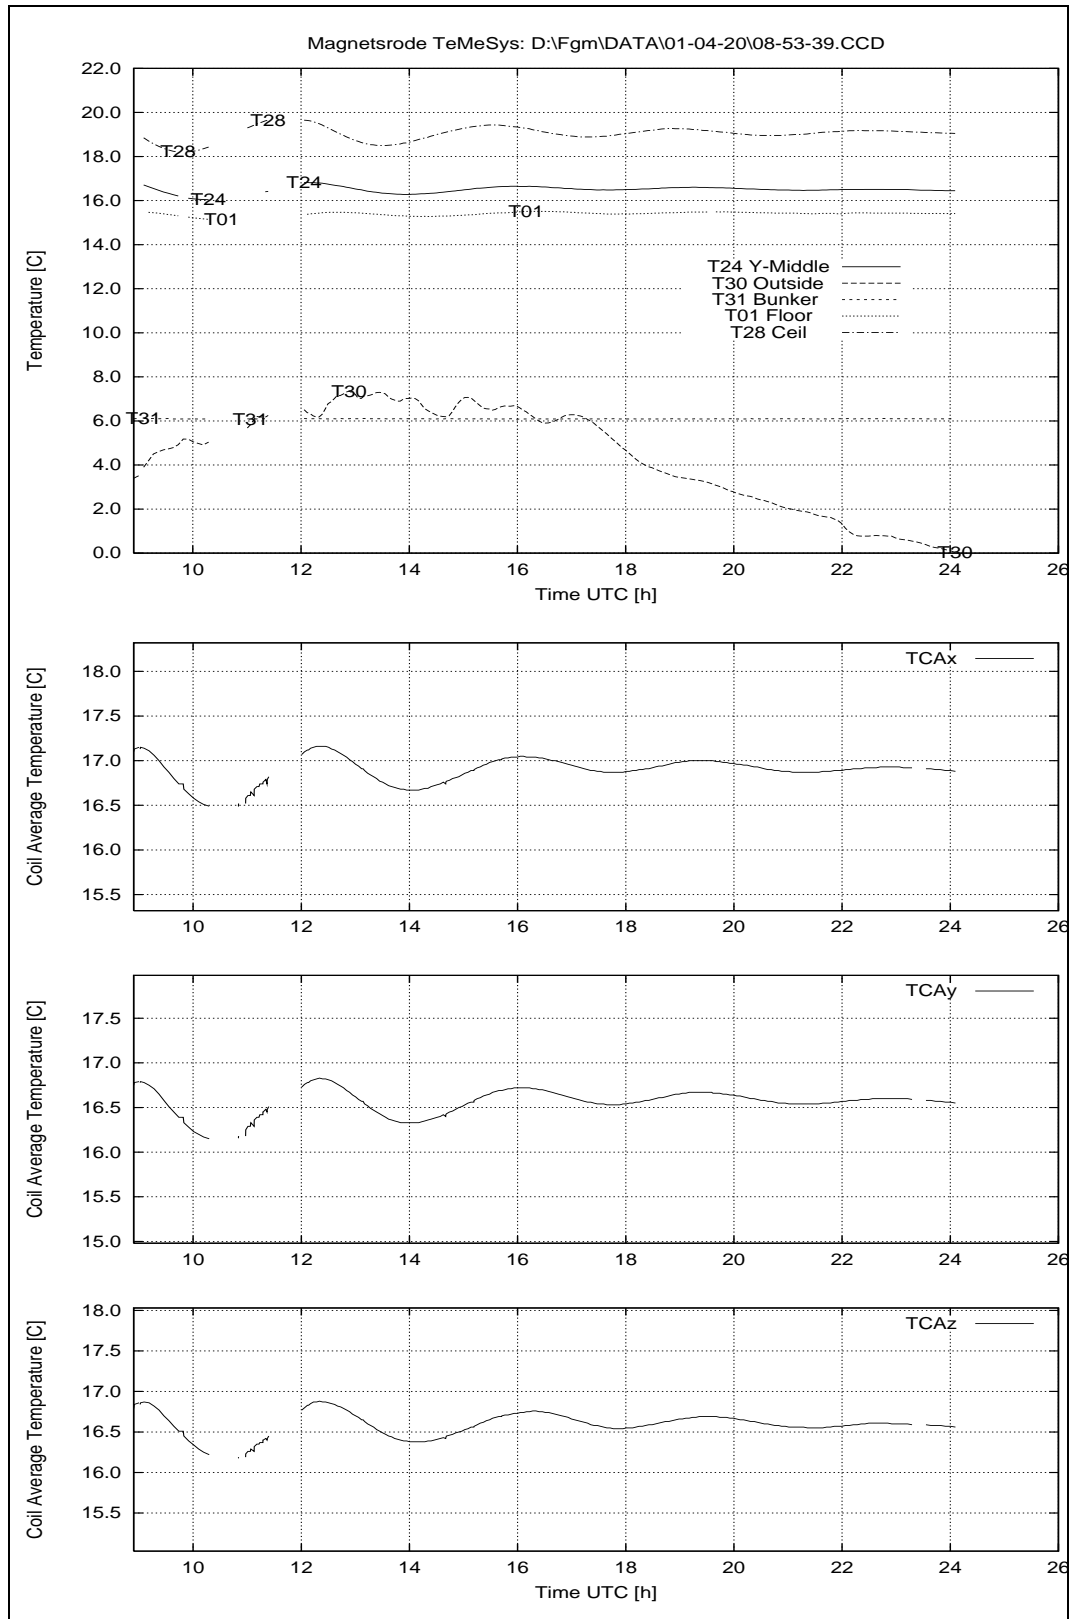 Magnetsrode TeMeSys: D:\Fgm\DATA\01-04-20\08-53-39.CCD
Temperature [C]
22.0
20.0
18.0
16.0
14.0
12.0
10.0
8.0
6.0
4.0
2.0
0.0
T28
T28
T24
T24
T01
T01
T24 Y-Middle
T30 Outside
T31 Bunker
T01 Floor
T28 Ceil
T31
T31
T30
T30
10 12 14 16 18 20 22 24 26
Time UTC [h]
Coil Average Temperature [C]
TCAx
18.0
17.5
17.0
16.5
16.0
15.5
10 12 14 16 18 20 22 24 26
Coil Average Temperature [C]
TCAy
17.5
17.0
16.5
16.0
15.5
15.0
10 12 14 16 18 20 22 24 26
Coil Average Temperature [C]
TCAz
18.0
17.5
17.0
16.5
16.0
15.5
10 12 14 16 18 20 22 24 26
Time UTC [h]